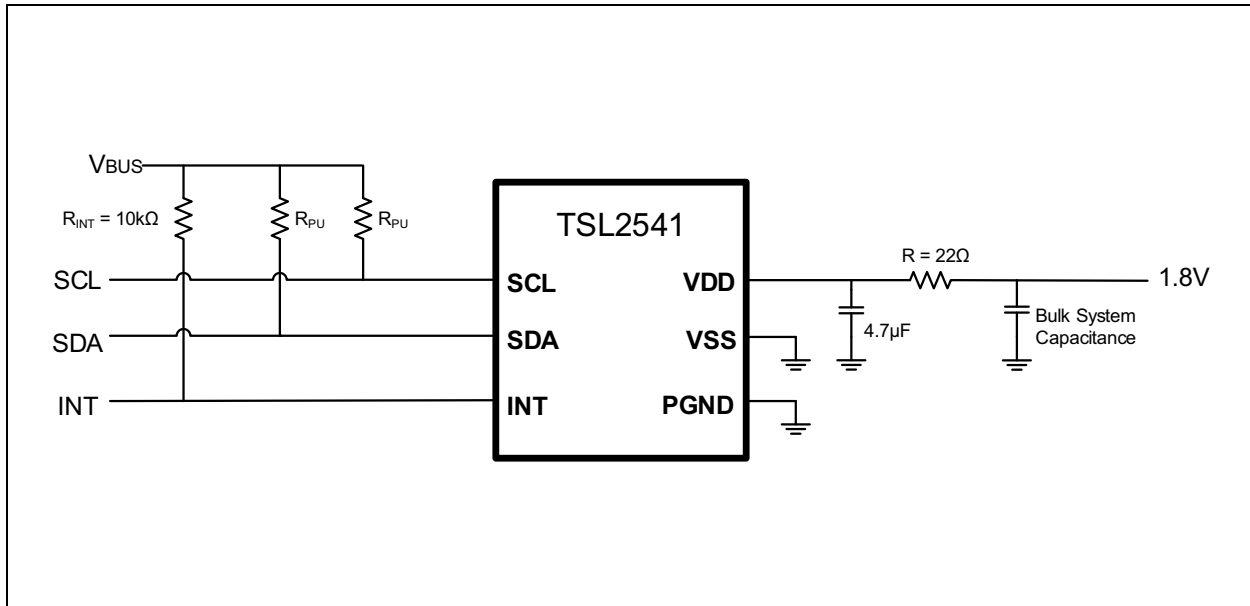 VBUS
RINT = 10kΩ
RPU
RPU
SCL
SDA
INT
TSL2541
SCL
VDD
SDA
VSS
INT
PGND
R = 22Ω
1.8V
4.7µF
Bulk System
Capacitance